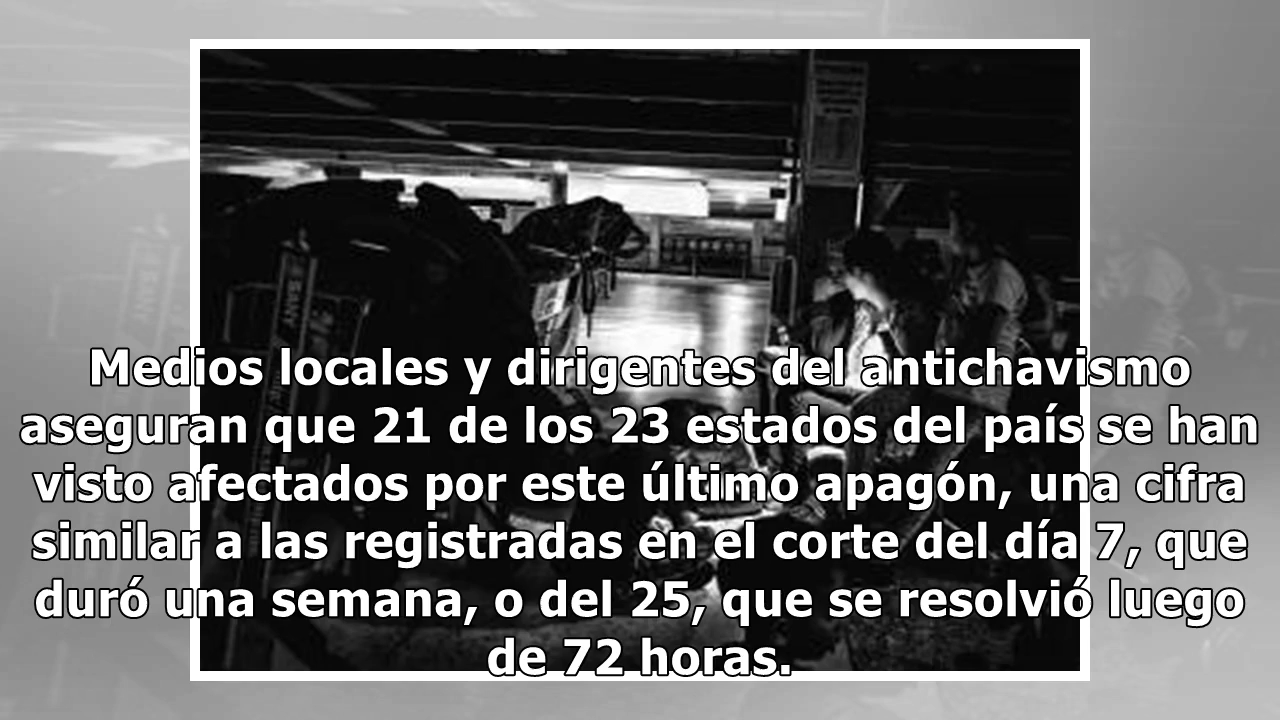 Medios locales y dirigentes del antichavismo
aseguran que 21 de los 23 estados del país se han
visto afectados por este último apagón, una cifra
similar a las registradas en el corte del día 7, que
duró una semana, o del 25, que se resolvió luego
de 72 horas.